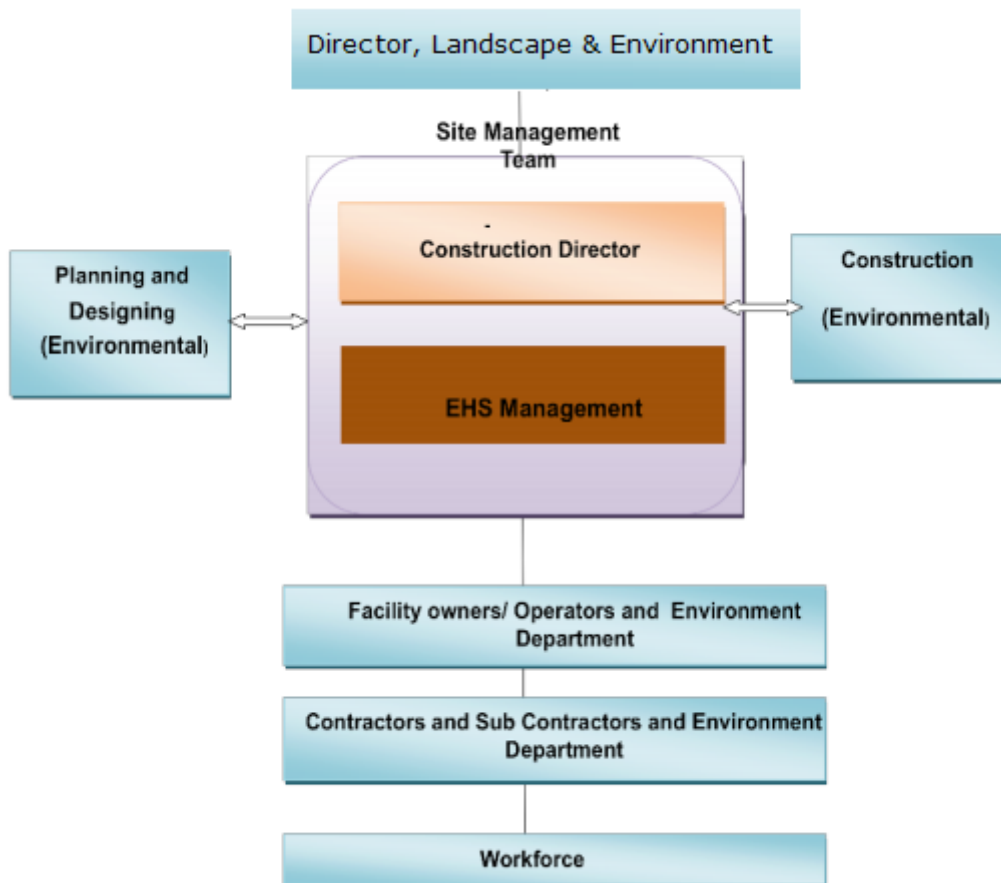 Director, Landscape & Environment
Site Management
Team
-
Construction Director
Planning and
Designing
(Environmental)
Construction
(Environmental)
EHS Management
Facility owners/ Operators and Environment
Department
Contractors and Sub Contractors and Environment
Department
Workforce